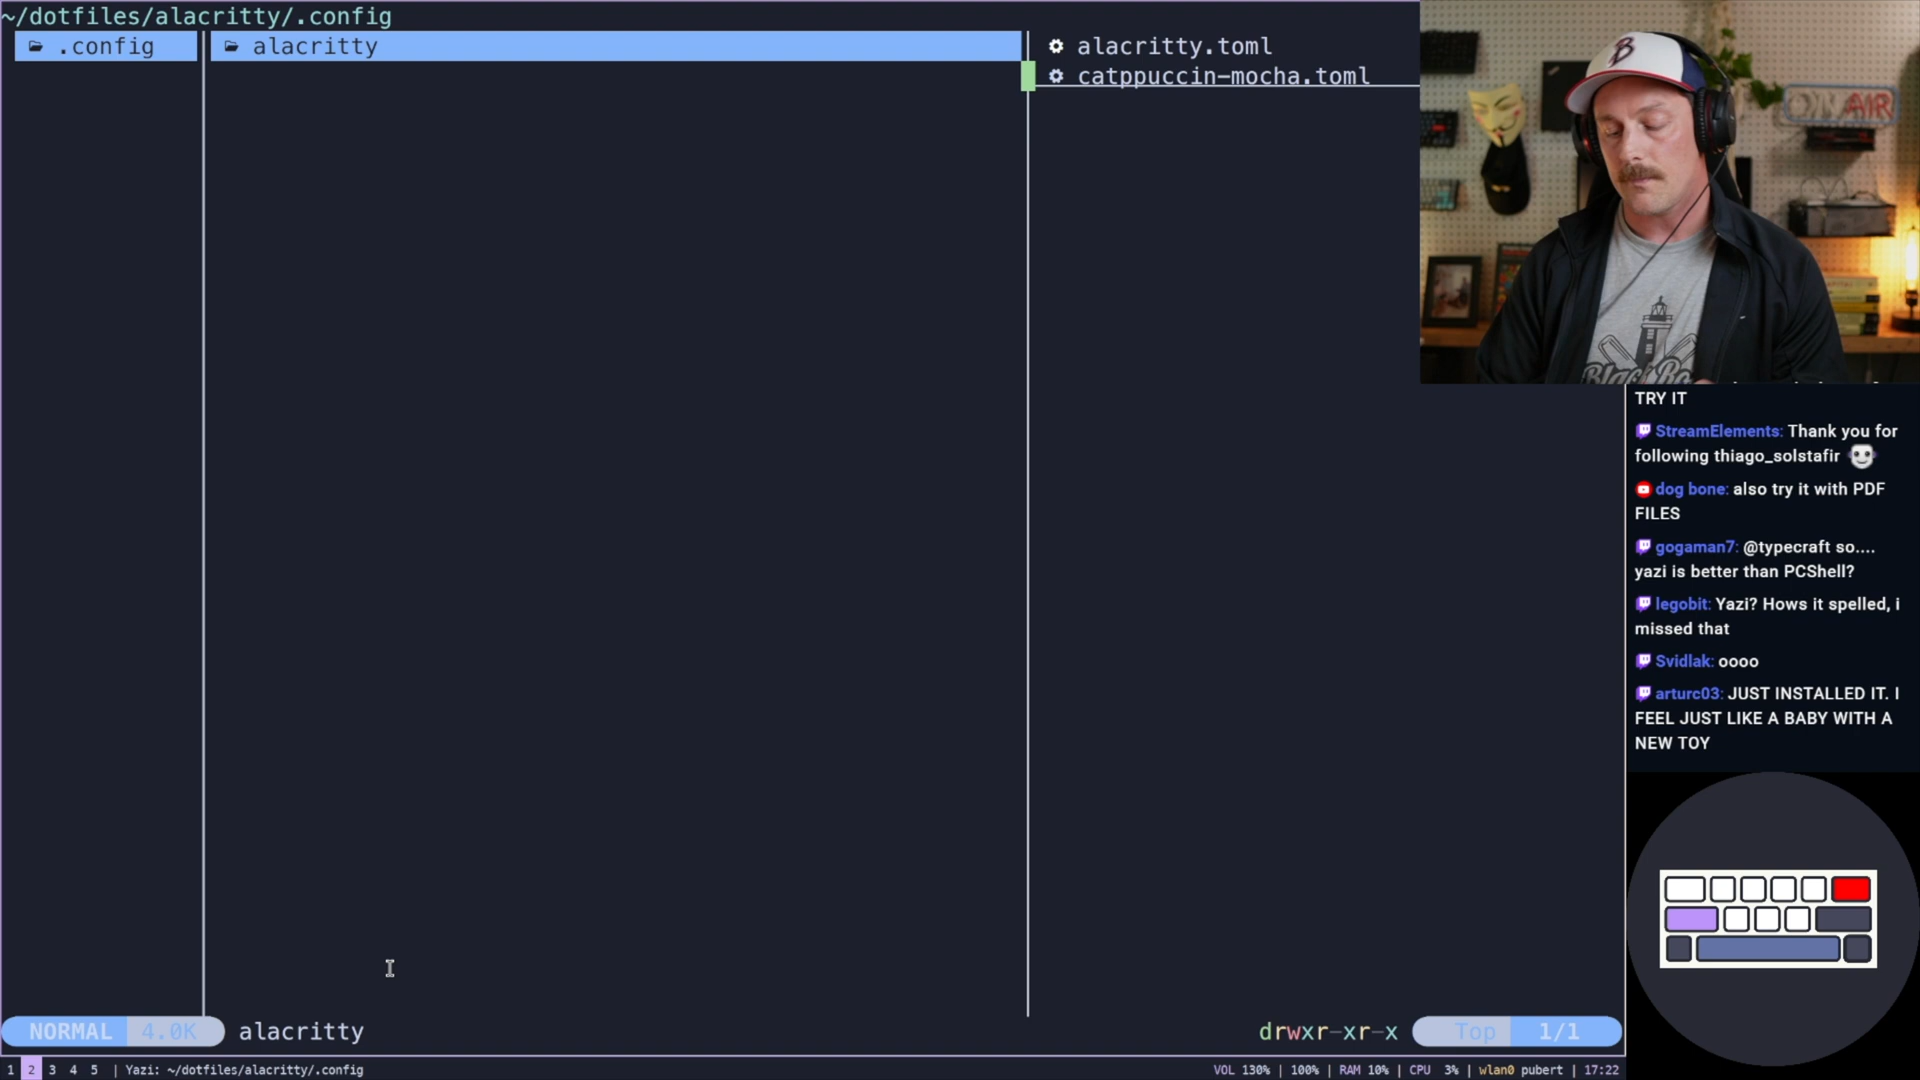 ~/dotfiles/alacritty/.config
.config
alacritty
alacritty.toml
catppuccin-mocha.toml
ON AIR
B
TRY IT
StreamElements: Thank you for
following thiago_solstafir
dog bone: also try it with PDF
FILES
gogaman7: @typecraft so....
yazi is better than PCShell?
legobit: Yazi? Hows it spelled, i
missed that
Svidlak: oooo
arturc03: JUST INSTALLED IT. I
FEEL JUST LIKE A BABY WITH A
NEW TOY
NORMAL 4.0K alacritty
drwxr-xr-x Top 1/1
1 2 3 4 5 | Yazi: ~/dotfiles/alacritty/.config
VOL 130% | 100% | RAM 10% | CPU 3% | wlan0 pubert | 17:22